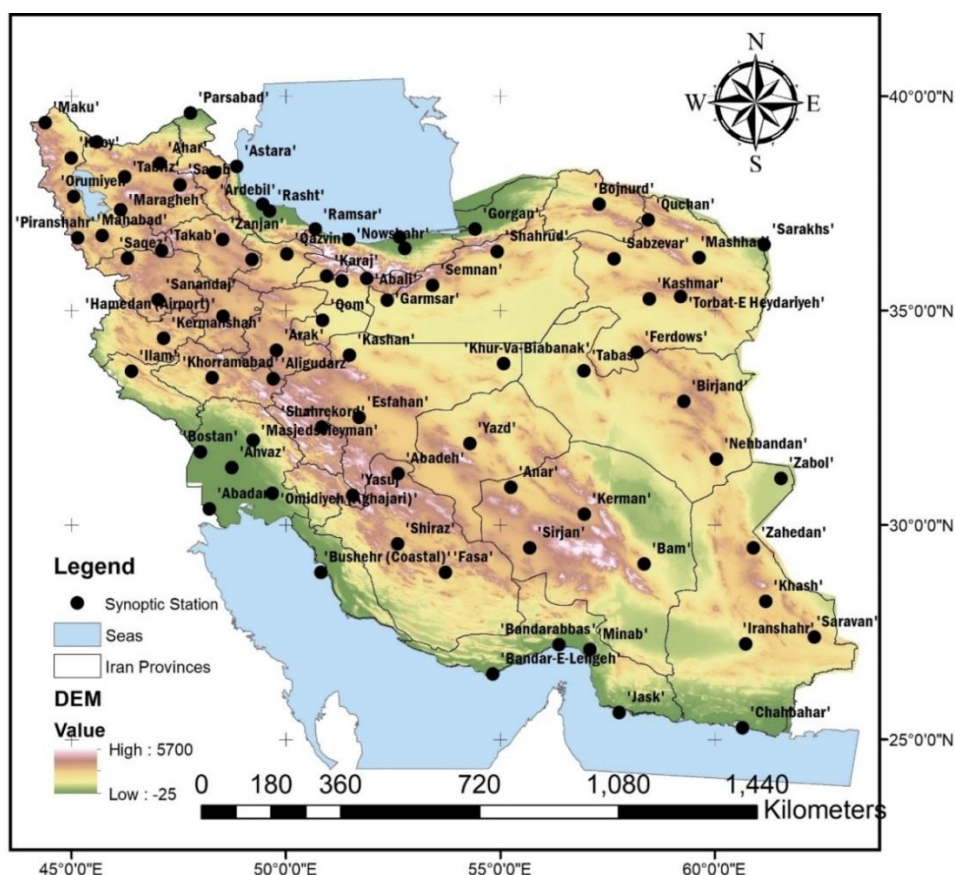 N
W E
S
40°0'0"N
35°0'0"N
30°0'0"N
25°0'0"N
'Parsabad'
'Maku'
'Ahar'
'Astara'
'Tabriz'
'Orumiyeh'
'Ardebil'
'Rasht'
'Maragheh'
'Bojnurd'
'Quchan'
'Ramsar'
'Gorgan'
'Zanjan'
'Piranshahr'
'Mahabad'
'Takab'
'Nowshahr'
'Shahrud'
'Sarakhs'
'Saqez'
'Qazvin'
'Sabzevar'
'Mashhad'
'Karaj'
'Abali'
'Semnan'
'Sanandaj'
'Kashmar'
'Hamedan (Airport)'
'Qom'
'Garmsar'
'Torbat-E Heydariyeh'
'Kermanshah'
'Arak'
'Kashan'
'Ferdows'
'Ilam'
'Khorramabad'
'Aligudarz'
'Khur-Va-Biabanak'
'Tabas'
'Birjand'
'Shahrekord'
'Esfahan'
'Masjedsoleyman'
'Bostan'
'Yazd'
'Nehbandan'
'Ahvaz'
'Abadeh'
'Zabol'
'Yasuj'
'Anar'
'Abadan'
'Omidiyeh (Aghajari)'
'Kerman'
'Shiraz'
'Sirjan'
'Zahedan'
'Bushehr (Coastal)'
'Fasa'
'Bam'
'Khash'
'Bandarabbas'
'Minab'
'Iranshahr'
'Saravan'
'Bandar-E-Lengeh'
'Jask'
'Chahbahar'
Legend
Synoptic Station
Seas
Iran Provinces
DEM
Value
High : 5700
Low : -25
0 180 360 720 1,080 1,440
Kilometers
45°0'0"E 50°0'0"E 55°0'0"E 60°0'0"E